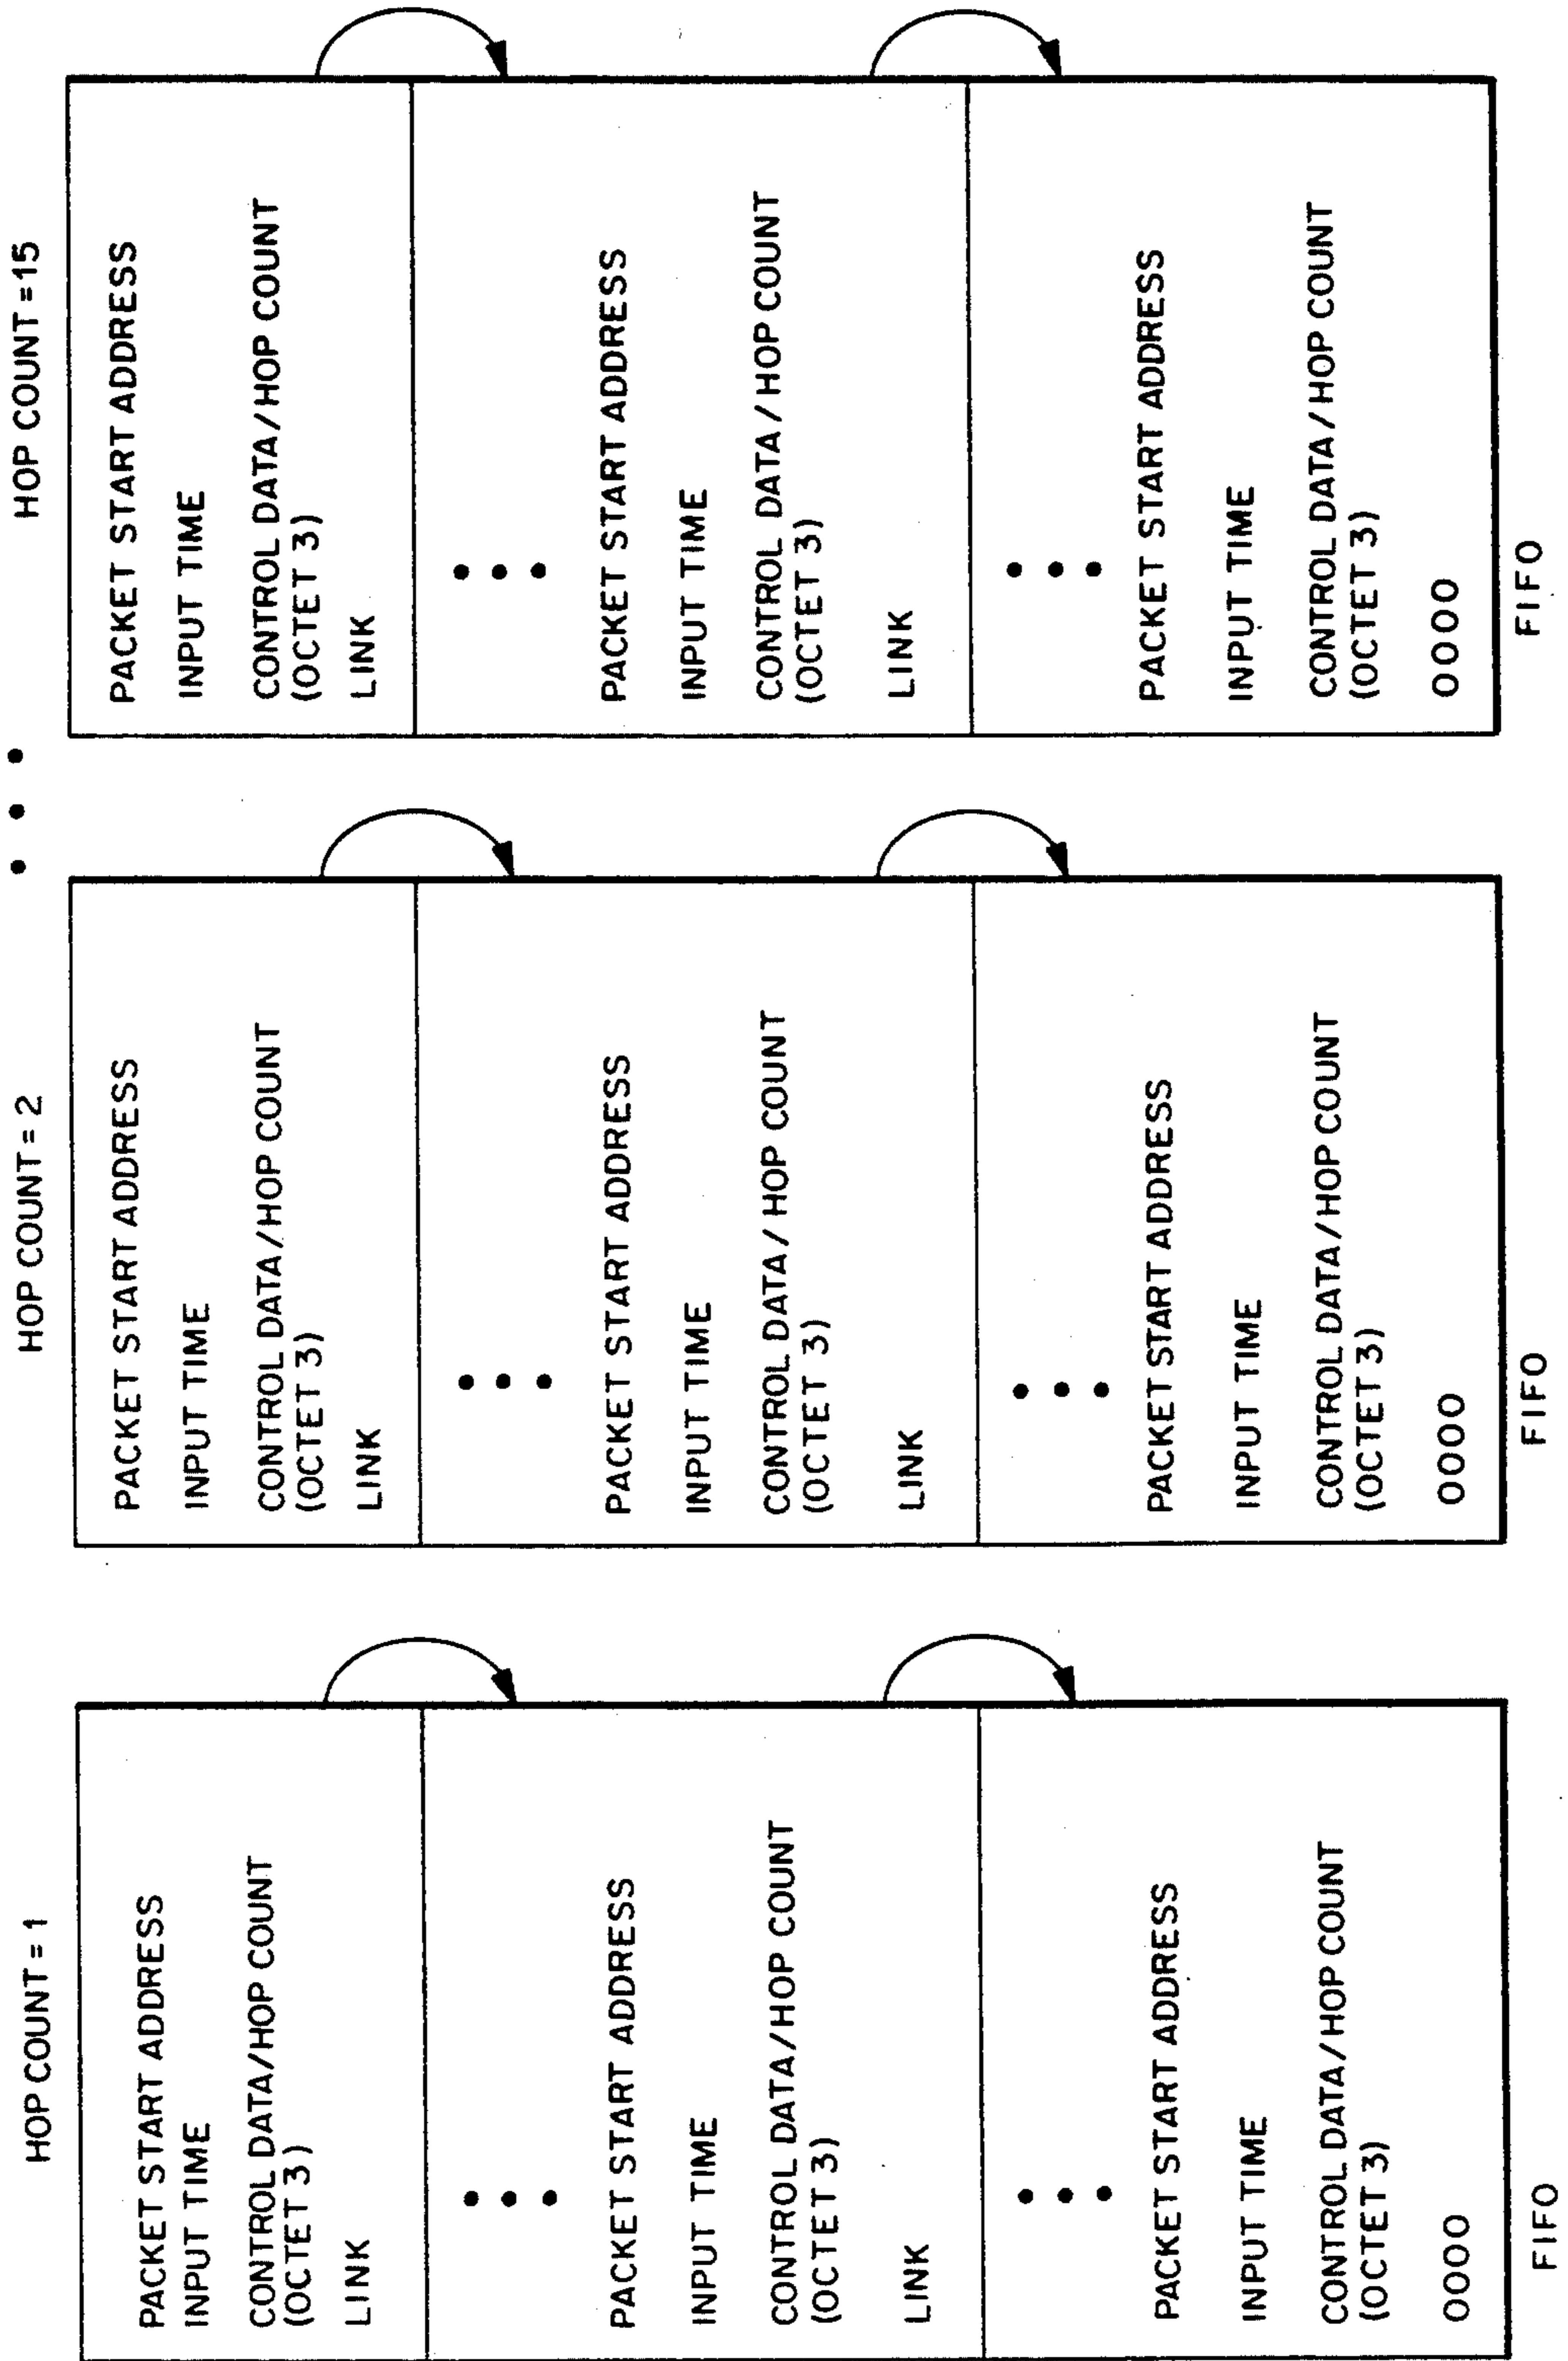 HOP COUNT = 1
PACKET START ADDRESS
INPUT TIME
CONTROL DATA/HOP COUNT
(OCTET 3)
LINK
PACKET START ADDRESS
INPUT TIME
CONTROL DATA/HOP COUNT
(OCTET 3)
LINK
PACKET START ADDRESS
INPUT TIME
CONTROL DATA/HOP COUNT
(OCTET 3)
0000
FIFO
HOP COUNT = 2
PACKET START ADDRESS
INPUT TIME
CONTROL DATA/HOP COUNT
(OCTET 3)
LINK
PACKET START ADDRESS
INPUT TIME
CONTROL DATA/HOP COUNT
(OCTET 3)
LINK
PACKET START ADDRESS
INPUT TIME
CONTROL DATA/HOP COUNT
(OCTET 3)
0000
FIFO
HOP COUNT = 15
PACKET START ADDRESS
INPUT TIME
CONTROL DATA/HOP COUNT
(OCTET 3)
LINK
PACKET START ADDRESS
INPUT TIME
CONTROL DATA/HOP COUNT
(OCTET 3)
LINK
PACKET START ADDRESS
INPUT TIME
CONTROL DATA/HOP COUNT
(OCTET 3)
0000
FIFO